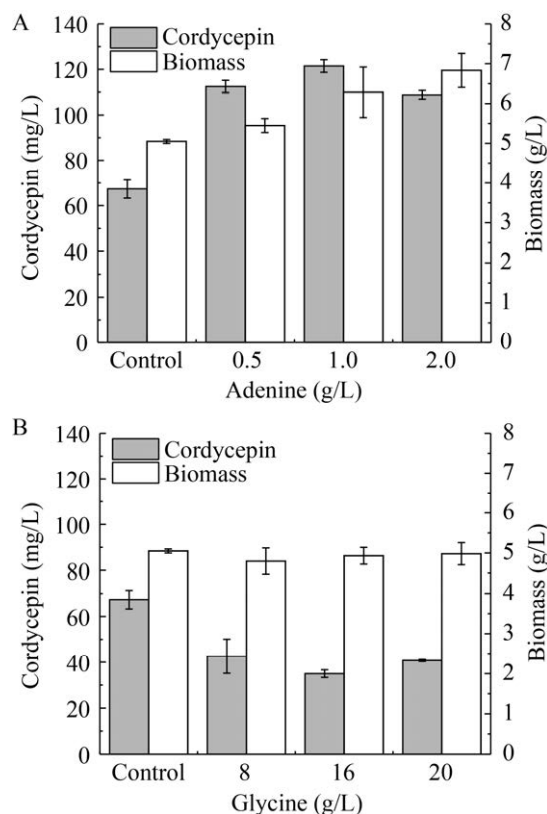 A
Cordycepin
Biomass
Cordycepin (mg/L)
140
120
100
80
60
40
20
0
Biomass (g/L)
8
7
6
5
4
3
2
1
0
Control 0.5 1.0 2.0
Adenine (g/L)
B
Cordycepin
Biomass
Cordycepin (mg/L)
140
120
100
80
60
40
20
0
Biomass (g/L)
8
7
6
5
4
3
2
1
0
Control 8 16 20
Glycine (g/L)